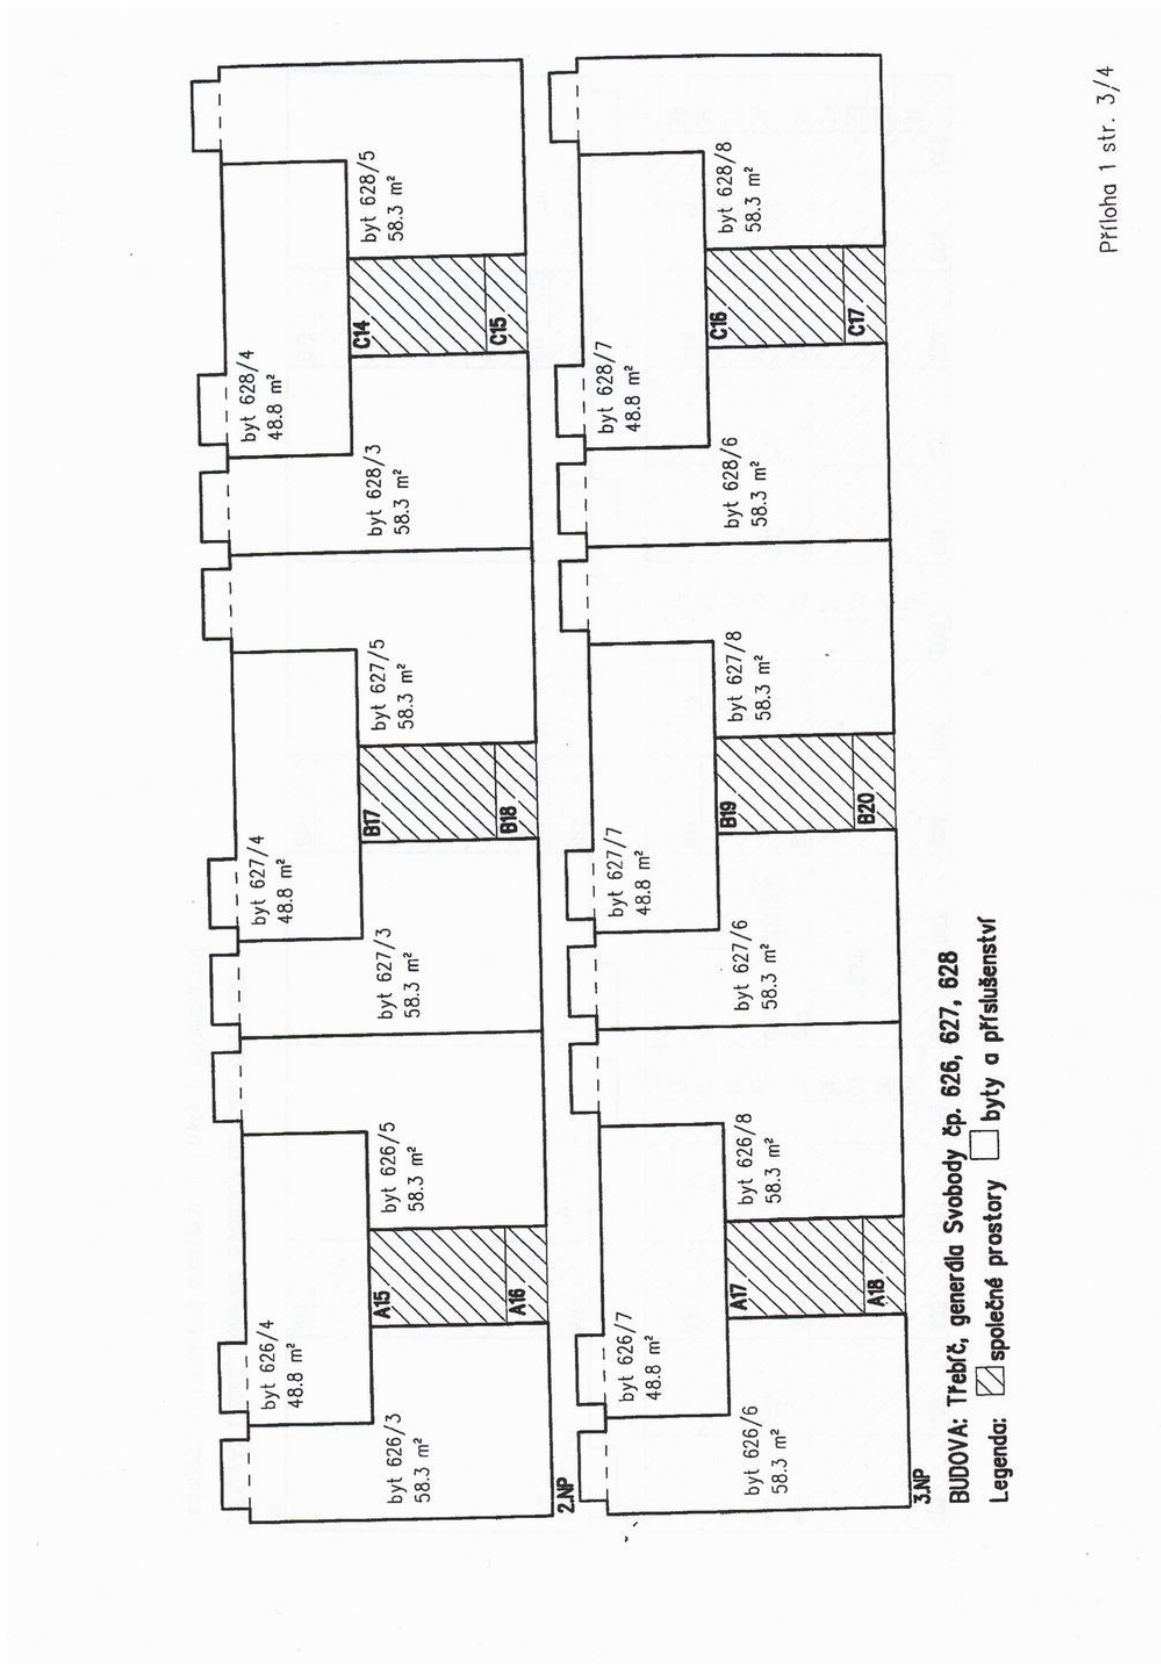 byt 626/3
58.3 m²
byt 626/4
48.8 m²
byt 626/5
58.3 m²
A15
A16
byt 627/3
58.3 m²
byt 627/4
48.8 m²
byt 627/5
58.3 m²
B17
B18
byt 628/3
58.3 m²
byt 628/4
48.8 m²
byt 628/5
58.3 m²
C14
C15
2.NP
byt 626/6
58.3 m²
byt 626/7
48.8 m²
byt 626/8
58.3 m²
A17
A18
byt 627/6
58.3 m²
byt 627/7
48.8 m²
byt 627/8
58.3 m²
B19
B20
byt 628/6
58.3 m²
byt 628/7
48.8 m²
byt 628/8
58.3 m²
C16
C17
3.NP
BUDOVA: Třebíč, generála Svobody čp. 626, 627, 628
Legenda: společné prostory byty a příslušenství
Příloha 1 str. 3/4